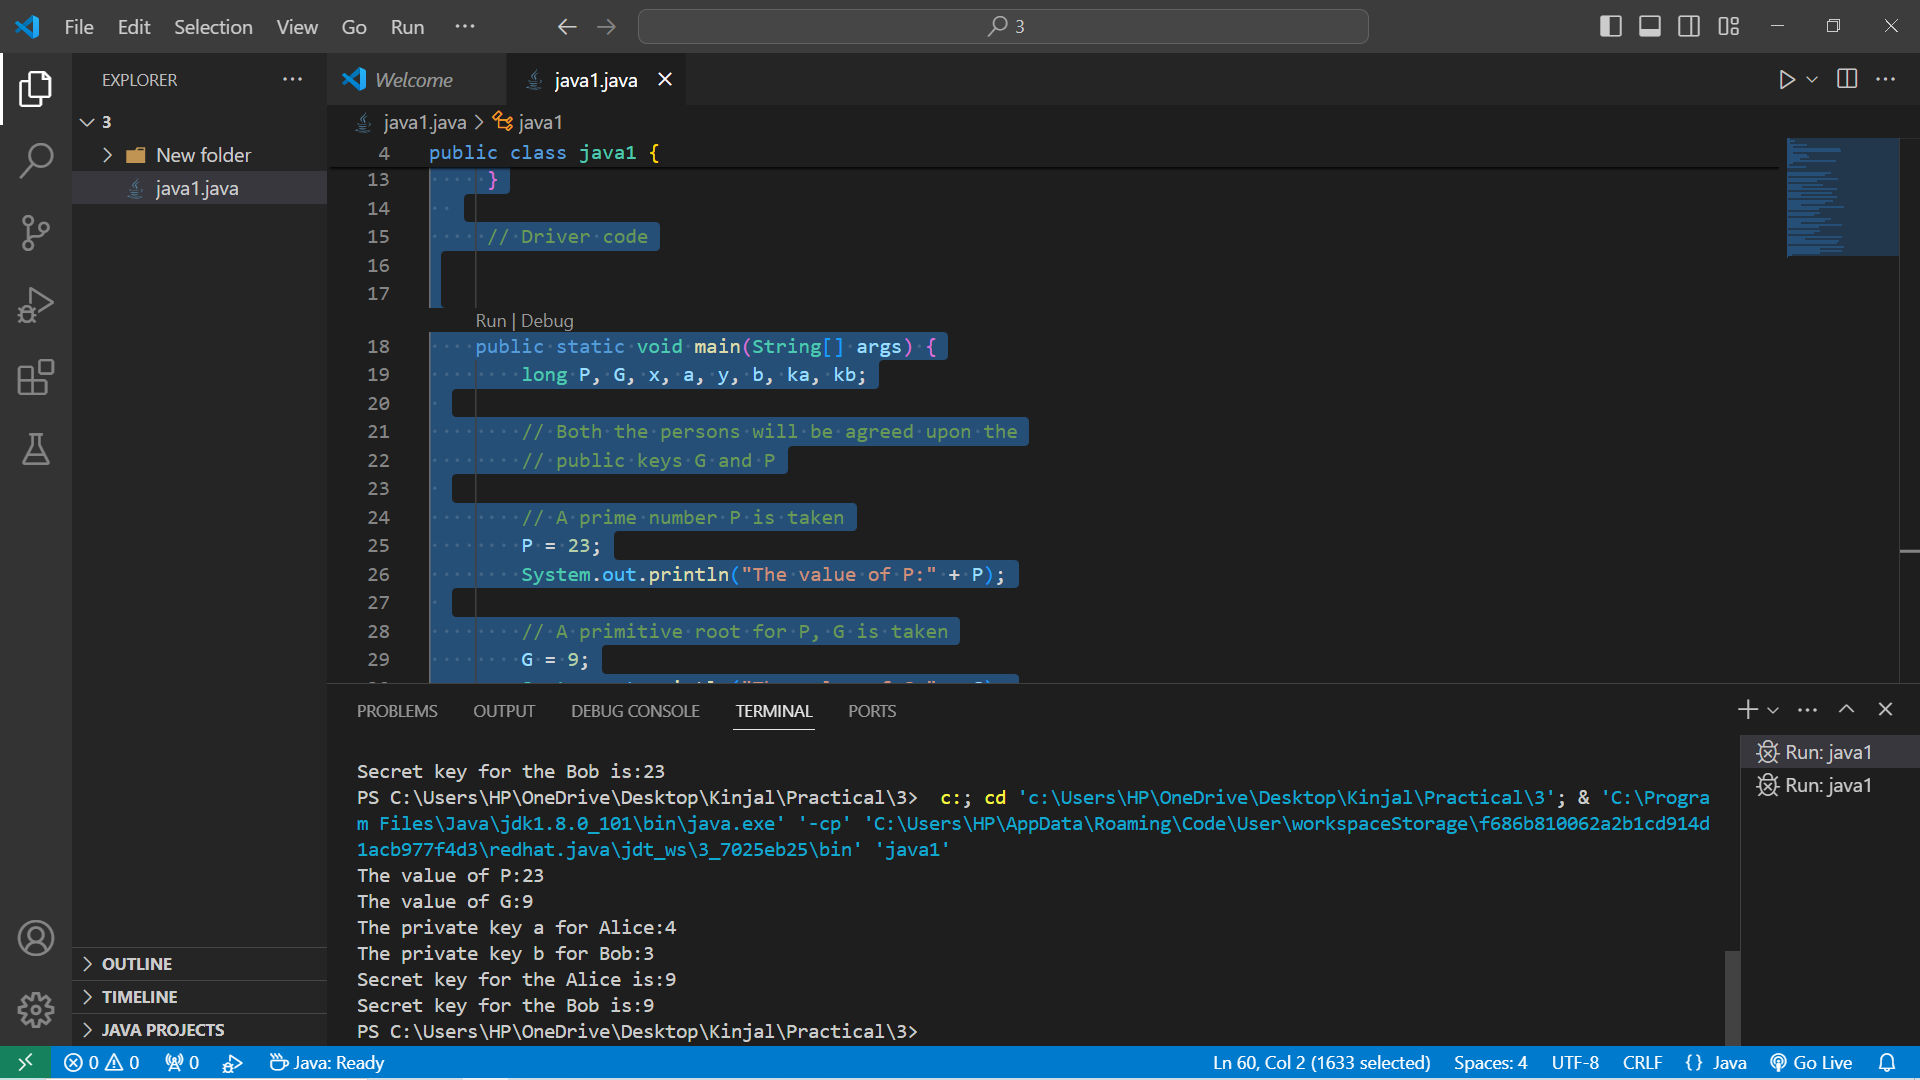 File Edit Selection View Go Run ···
3
EXPLORER
3
New folder
java1.java
OUTLINE
TIMELINE
JAVA PROJECTS
Welcome
java1.java
java1.java > java1
4 public class java1 {
13 }
14
15 // Driver code
16
17
Run | Debug
18 public static void main(String[] args) {
19 long P, G, x, a, y, b, ka, kb;
20
21 // Both the persons will be agreed upon the
22 // public keys G and P
23
24 // A prime number P is taken
25 P = 23;
26 System.out.println("The value of P:" + P);
27
28 // A primitive root for P, G is taken
29 G = 9;
PROBLEMS OUTPUT DEBUG CONSOLE TERMINAL PORTS
Run: java1
Run: java1
Secret key for the Bob is:23
PS C:\Users\HP\OneDrive\Desktop\Kinjal\Practical\3> c:; cd 'c:\Users\HP\OneDrive\Desktop\Kinjal\Practical\3'; & 'C:\Progra
m Files\Java\jdk1.8.0_101\bin\java.exe' '-cp' 'C:\Users\HP\AppData\Roaming\Code\User\workspaceStorage\f686b810062a2b1cd914d
1acb977f4d3\redhat.java\jdt_ws\3_7025eb25\bin' 'java1'
The value of P:23
The value of G:9
The private key a for Alice:4
The private key b for Bob:3
Secret key for the Alice is:9
Secret key for the Bob is:9
PS C:\Users\HP\OneDrive\Desktop\Kinjal\Practical\3>
0 0 0 Java: Ready Ln 60, Col 2 (1633 selected) Spaces: 4 UTF-8 CRLF {} Java Go Live